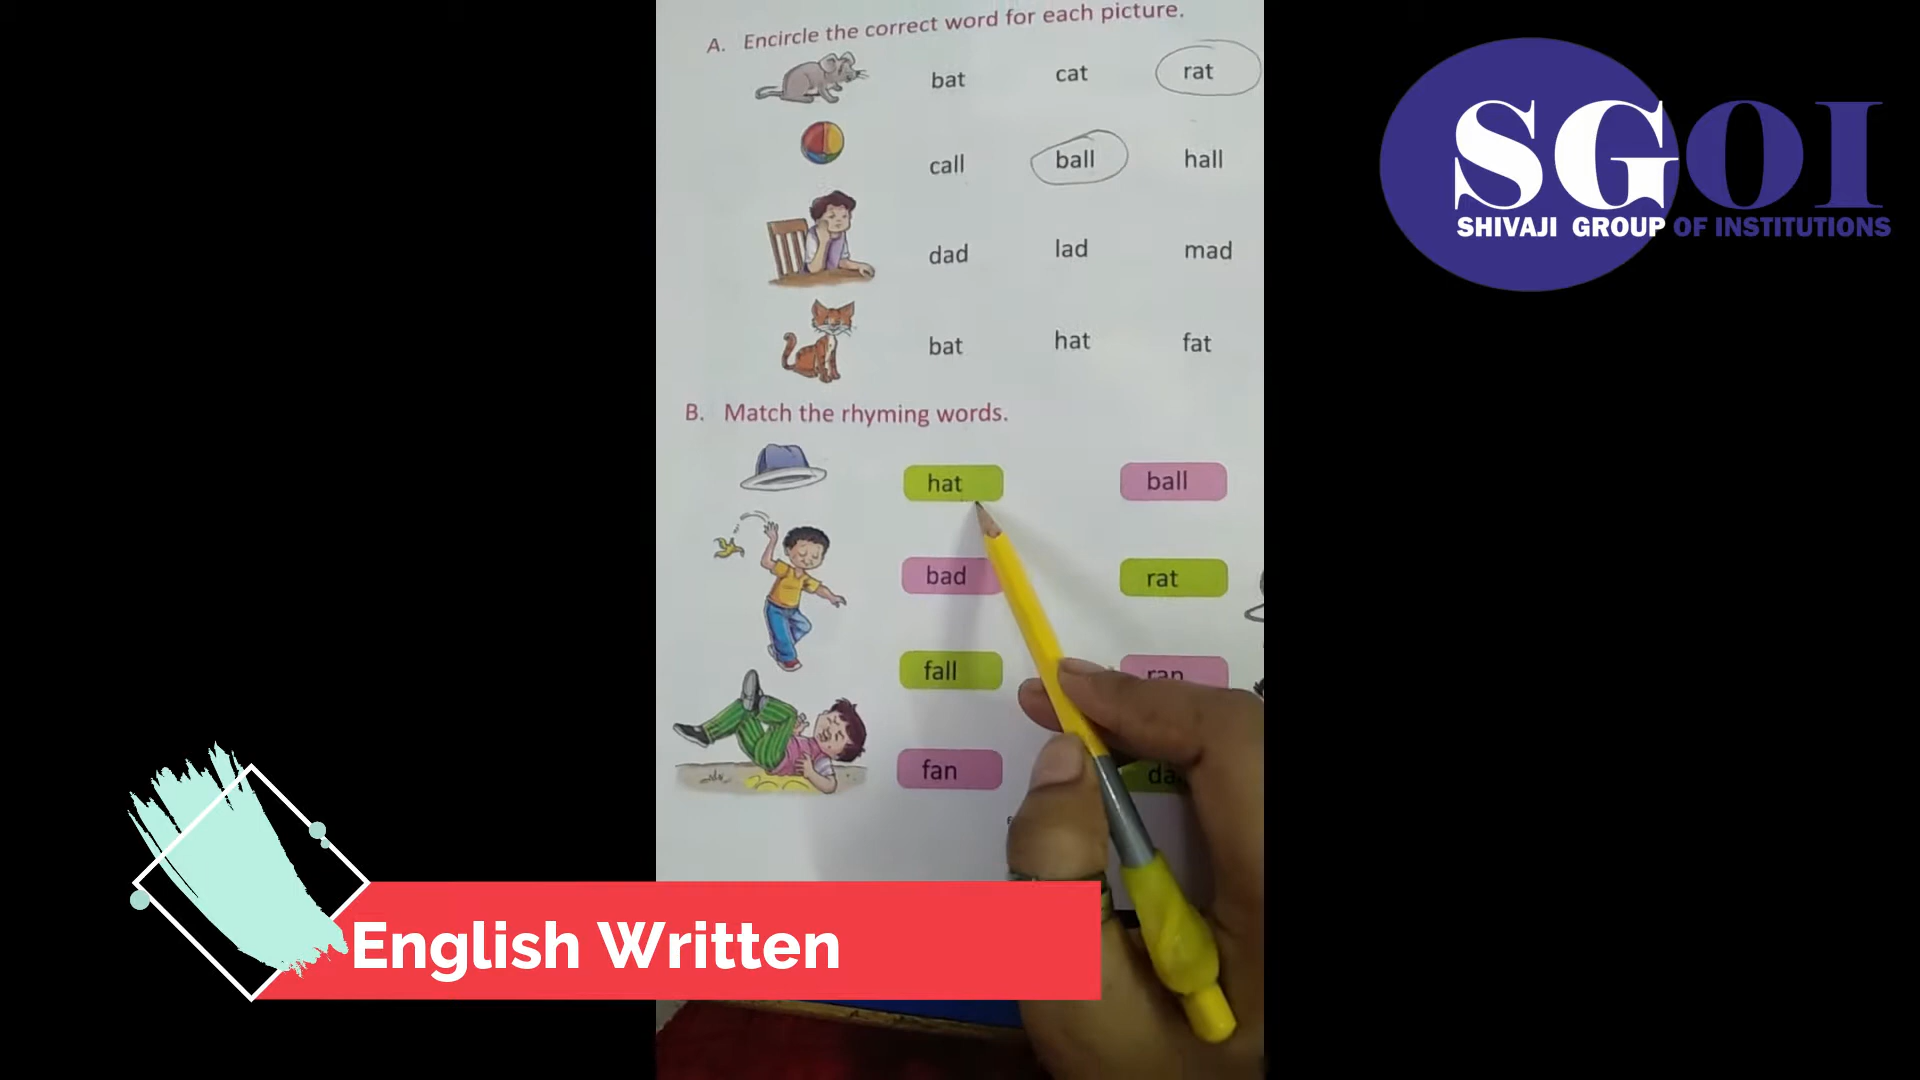 A. Encircle the correct word for each picture.
bat cat rat
call ball hall
dad lad mad
bat hat fat
B. Match the rhyming words.
hat ball
bad rat
fall ran
fan
SGOI
SHIVAJI GROUP OF INSTITUTIONS
English Written